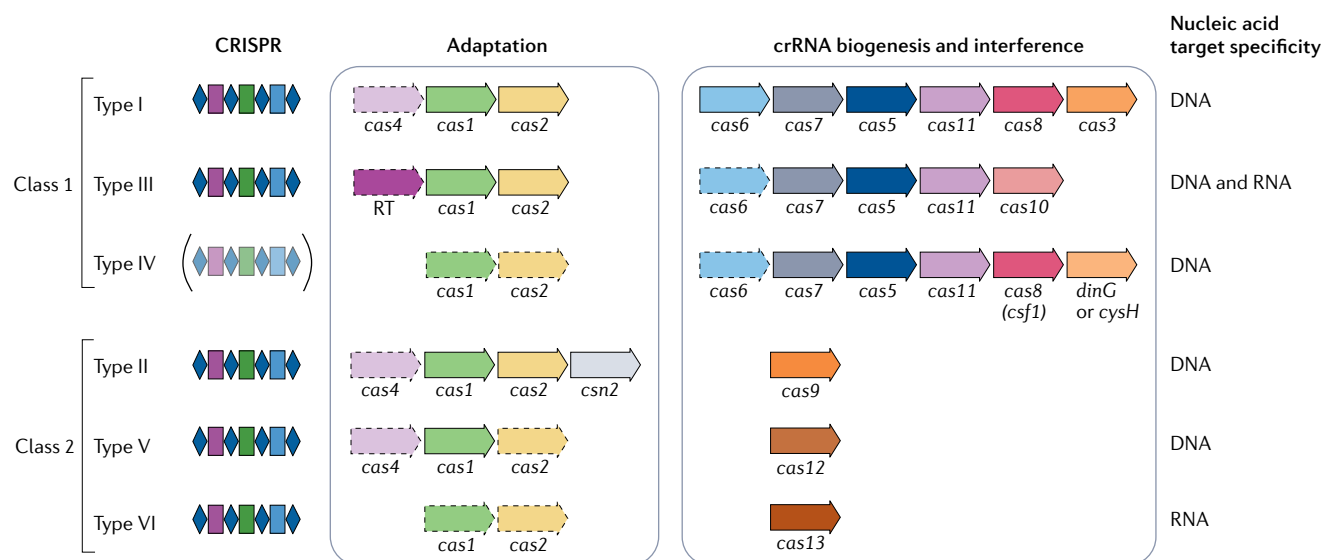 CRISPR
Adaptation
crRNA biogenesis and interference
Nucleic acid
target specificity
Class 1
Type I
cas4
cas1
cas2
cas6
cas7
cas5
cas11
cas8
cas3
DNA
Type III
RT
cas1
cas2
cas6
cas7
cas5
cas11
cas10
DNA and RNA
Type IV
cas1
cas2
cas6
cas7
cas5
cas11
cas8
(csf1)
dinG
or cysH
DNA
Class 2
Type II
cas4
cas1
cas2
csn2
cas9
DNA
Type V
cas4
cas1
cas2
cas12
DNA
Type VI
cas1
cas2
cas13
RNA